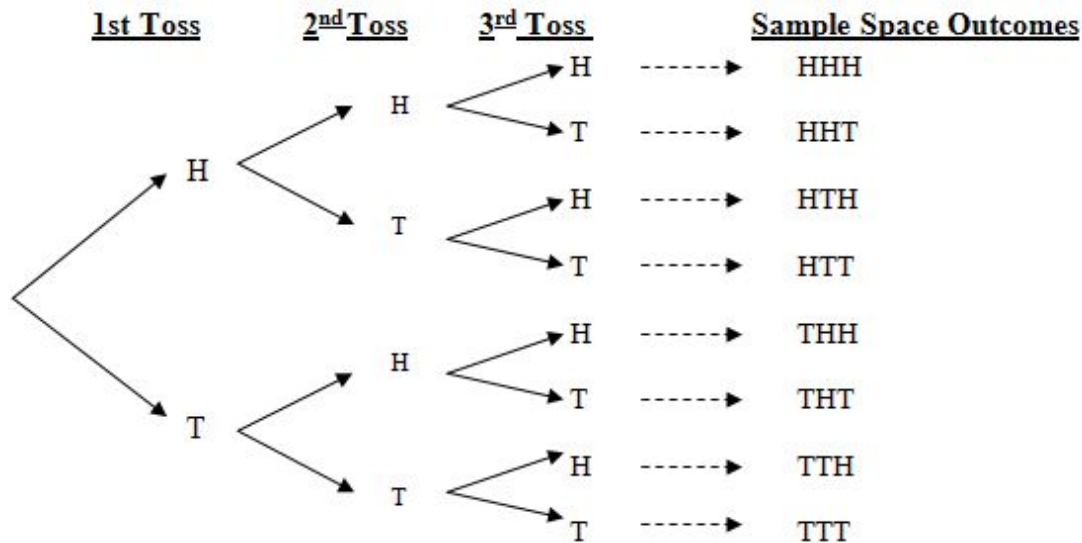 1st Toss 2nd Toss 3rd Toss Sample Space Outcomes
H HHH
H
T HHT
H
H HTH
T
T HTT
H THH
H
T THT
T
H TTH
T
T TTT